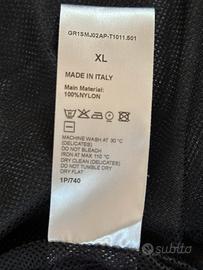 GR1SMJ02AP-T1011.501
XL
MADE IN ITALY
Main Material:
100%NYLON
MACHINE WASH AT 30 °C
(DELICATES)
DO NOT BLEACH
IRON AT MAX 110 °C
DRY CLEAN (DELICATES)
DO NOT TUMBLE DRY
DRY FLAT
1P/740
subito